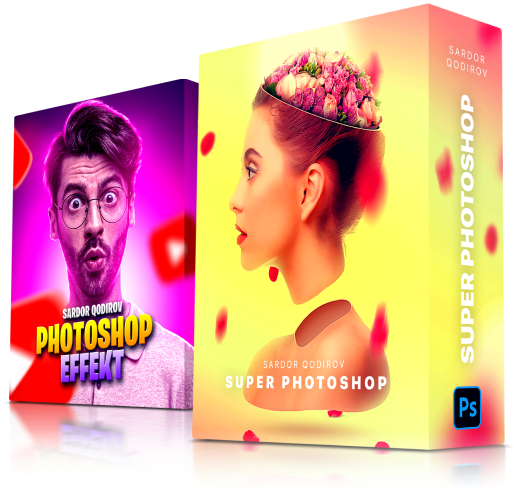 SARDOR QODIROV
PHOTOSHOP
EFFEKT
SARDOR QODIROV
SUPER PHOTOSHOP
SARDOR
QODIROV
SUPER PHOTOSHOP
Ps